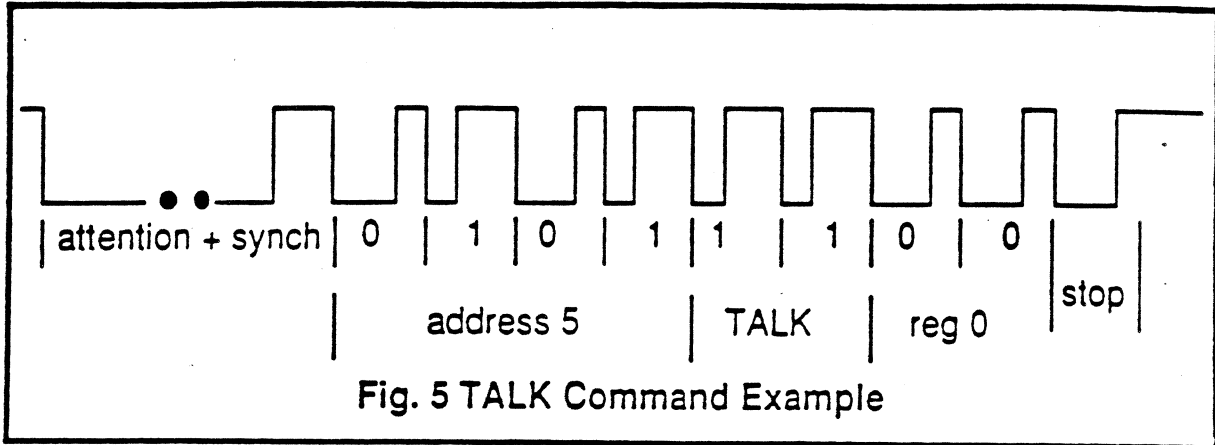 attention + synch 0 1 0 1 1 1 0 0
stop
address 5 TALK reg 0
Fig. 5 TALK Command Example